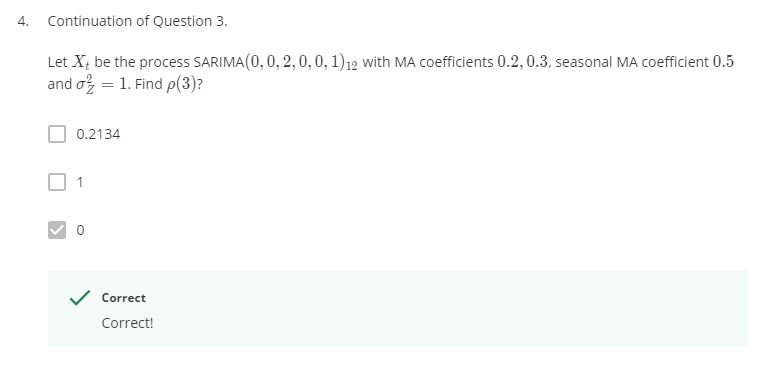 4. Continuation of Question 3.
Let $X_t$ be the process SARIMA$(0, 0, 2, 0, 0, 1)_{12}$ with MA coefficients $0.2, 0.3$, seasonal MA coefficient $0.5$
and $\sigma_Z^2 = 1$. Find $\rho(3)$?
0.2134
1
0
Correct
Correct!